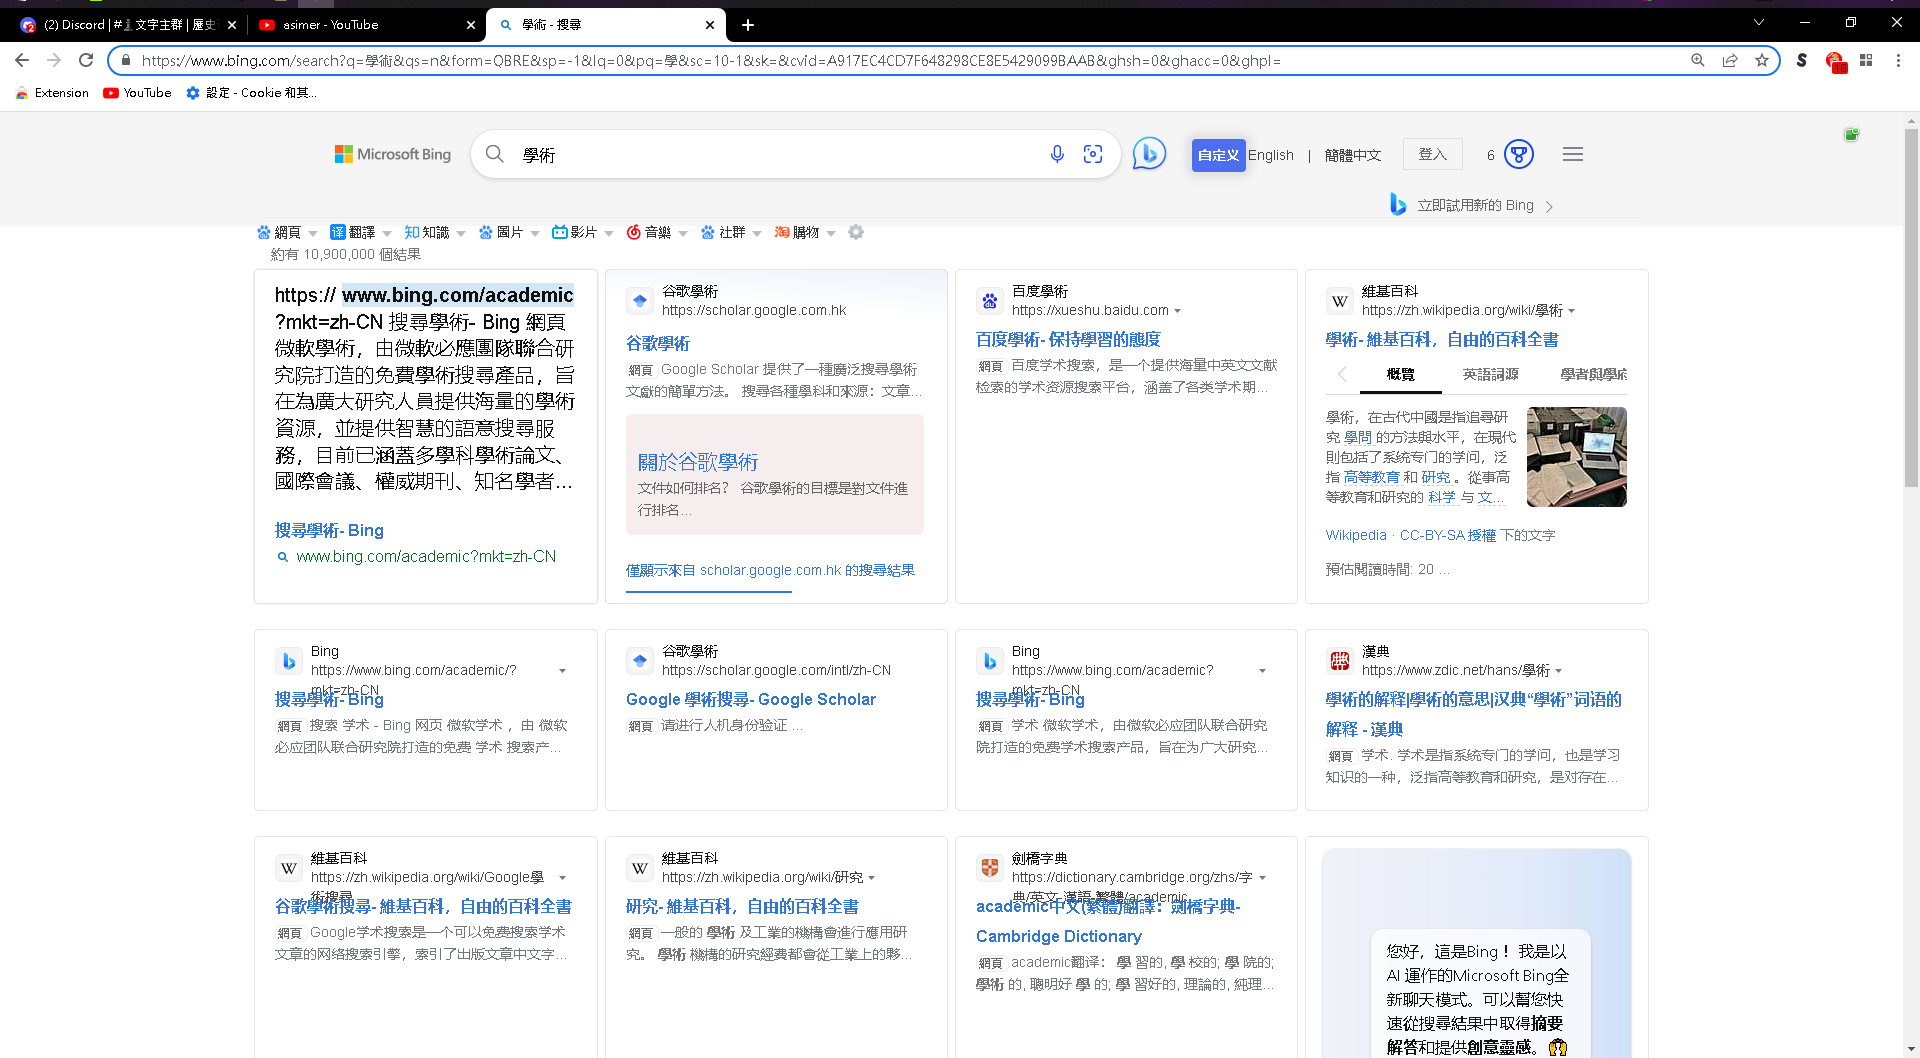 (2) Discord | # 文字主群 | 歷史
asimer - YouTube
學術 - 搜尋
https://www.bing.com/search?q=學術&qs=n&form=QBRE&sp=-1&lq=0&pq=學&sc=10-1&sk=&cvid=A917EC4CD7F648298CE8E5429099BAAB&ghsh=0&ghacc=0&ghpl=
Extension
YouTube
設定 - Cookie 和其...
Microsoft Bing
學術
自定义
English | 簡體中文
登入
6
立即試用新的 Bing
網頁
译 翻譯
知 知識
圖片
影片
音樂
社群
淘 購物
約有 10,900,000 個結果
https:// www.bing.com/academic
?mkt=zh-CN 搜尋學術- Bing 網頁
微軟學術，由微軟必應團隊聯合研
究院打造的免費學術搜尋產品，旨
在為廣大研究人員提供海量的學術
資源，並提供智慧的語意搜尋服
務，目前已涵蓋多學科學術論文、
國際會議、權威期刊、知名學者...
搜尋學術- Bing
www.bing.com/academic?mkt=zh-CN
谷歌學術
https://scholar.google.com.hk
谷歌學術
網頁 Google Scholar 提供了一種廣泛搜尋學術
文獻的簡單方法。 搜尋各種學科和來源：文章...
關於谷歌學術
文件如何排名？ 谷歌學術的目標是對文件進
行排名...
僅顯示來自 scholar.google.com.hk 的搜尋結果
百度學術
https://xueshu.baidu.com
百度學術- 保持學習的態度
網頁 百度学术搜索，是一个提供海量中英文文献
检索的学术资源搜索平台，涵盖了各类学术期...
W
維基百科
https://zh.wikipedia.org/wiki/學術
學術- 維基百科，自由的百科全書
概覽
英語詞源
學者與學府
學術，在古代中國是指追尋研
究 學問 的方法與水平，在現代
則包括了系统专门的学问，泛
指 高等教育 和 研究 。從事高
等教育和研究的 科学 与 文...
Wikipedia · CC-BY-SA 授權 下的文字
預估閱讀時間: 20 ...
Bing
https://www.bing.com/academic/?
mkt=zh-CN
搜尋學術- Bing
網頁 搜索 学术 - Bing 网页 微软学术 ，由 微软
必应团队联合研究院打造的免费 学术 搜索产...
谷歌學術
https://scholar.google.com/intl/zh-CN
Google 學術搜尋- Google Scholar
網頁 请进行人机身份验证 ...
Bing
https://www.bing.com/academic?
mkt=zh-CN
搜尋學術- Bing
網頁 学术 微软学术，由微软必应团队联合研究
院打造的免费学术搜索产品，旨在为广大研究...
漢典
https://www.zdic.net/hans/學術
學術的解释|學術的意思|汉典“學術”词语的
解释 - 漢典
網頁 学术. 学术是指系统专门的学问，也是学习
知识的一种，泛指高等教育和研究，是对存在...
W
維基百科
https://zh.wikipedia.org/wiki/Google學
術搜尋
谷歌學術搜尋- 維基百科，自由的百科全書
網頁 Google学术搜索是一个可以免费搜索学术
文章的网络搜索引擎，索引了出版文章中文字...
W
維基百科
https://zh.wikipedia.org/wiki/研究
研究- 維基百科，自由的百科全書
網頁 一般的 學術 及工業的機構會進行應用研
究。 學術 機構的研究經費都會從工業上的夥...
劍橋字典
https://dictionary.cambridge.org/zhs/字
典/英文-漢語-繁體/academic
academic中文(繁體)翻譯：劍橋字典-
Cambridge Dictionary
網頁 academic翻译： 學 習的, 學 校的; 學 院的;
學術 的, 聰明好 學 的; 學 習好的, 理論的, 純理...
您好，這是Bing！ 我是以
AI 運作的Microsoft Bing全
新聊天模式。可以幫您快
速從搜尋結果中取得摘要
解答和提供創意靈感。